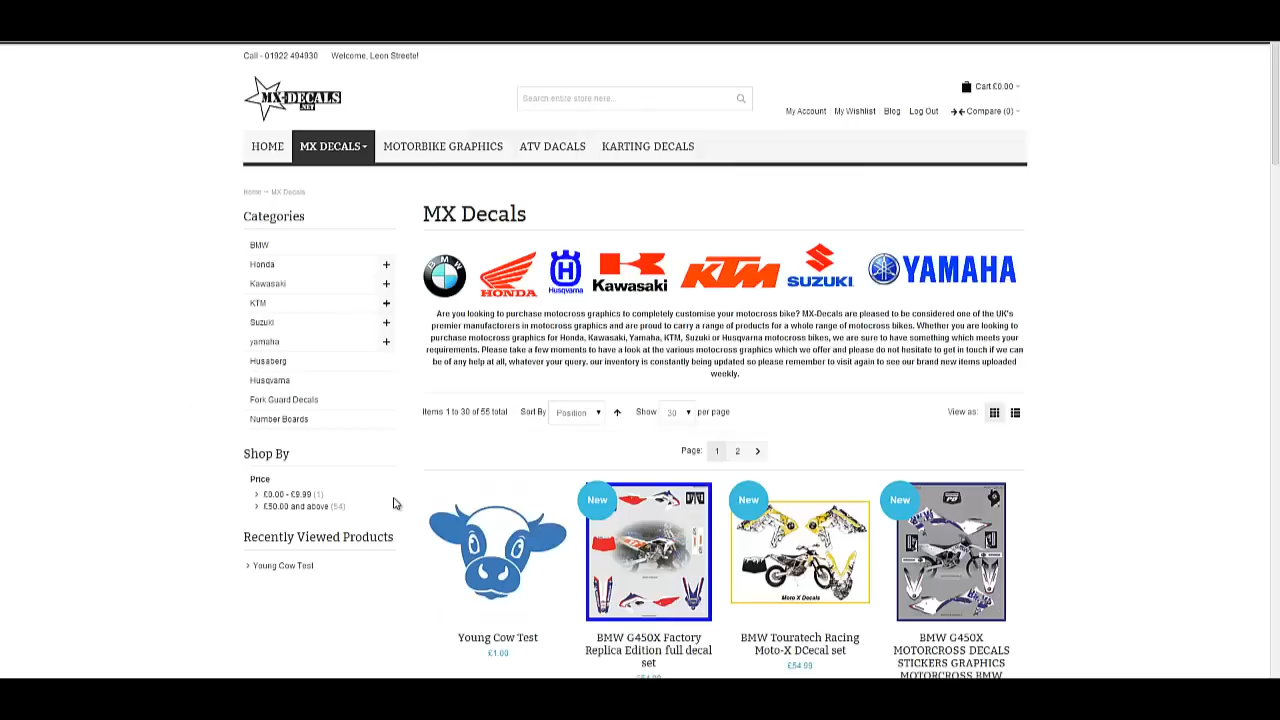 Call - 01922 494930 Welcome, Leon Streete!
MX-DECALS
.NET
Search entire store here...
Cart £0.00
My Account My Wishlist Blog Log Out Compare (0)
HOME MX DECALS MOTORBIKE GRAPHICS ATV DACALS KARTING DECALS
Home — MX Decals
Categories
BMW
Honda +
Kawasaki +
KTM +
Suzuki +
yamaha +
Husaberg
Husqvarna
Fork Guard Decals
Number Boards
Shop By
Price
£0.00 - £9.99 (1)
£50.00 and above (54)
Recently Viewed Products
Young Cow Test
MX Decals
BMW
HONDA
Husqvarna
Kawasaki
KTM
SUZUKI
YAMAHA
Are you looking to purchase motocross graphics to completely customise your motocross bike? MX-Decals are pleased to be considered one of the UK's
premier manufacturers in motocross graphics and are proud to carry a range of products for a whole range of motocross bikes. Whether you are looking to
purchase motocross graphics for Honda, Kawasaki, Yamaha, KTM, Suzuki or Husqvarna motocross bikes, we are sure to have something which meets your
requirements. Please take a few moments to have a look at the various motocross graphics which we offer and please do not hesitate to get in touch if we can
be of any help at all, whatever your query. our inventory is constantly being updated so please remember to visit again to see our brand new items uploaded
weekly.
Items 1 to 30 of 55 total Sort By Position Show 30 per page View as:
Page: 1 2
New
New
New
Moto X Decals
Young Cow Test
£1.00
BMW G450X Factory
Replica Edition full decal
set
BMW Touratech Racing
Moto-X DCecal set
£54.99
BMW G450X
MOTORCROSS DECALS
STICKERS GRAPHICS
MOTORCROSS BMW